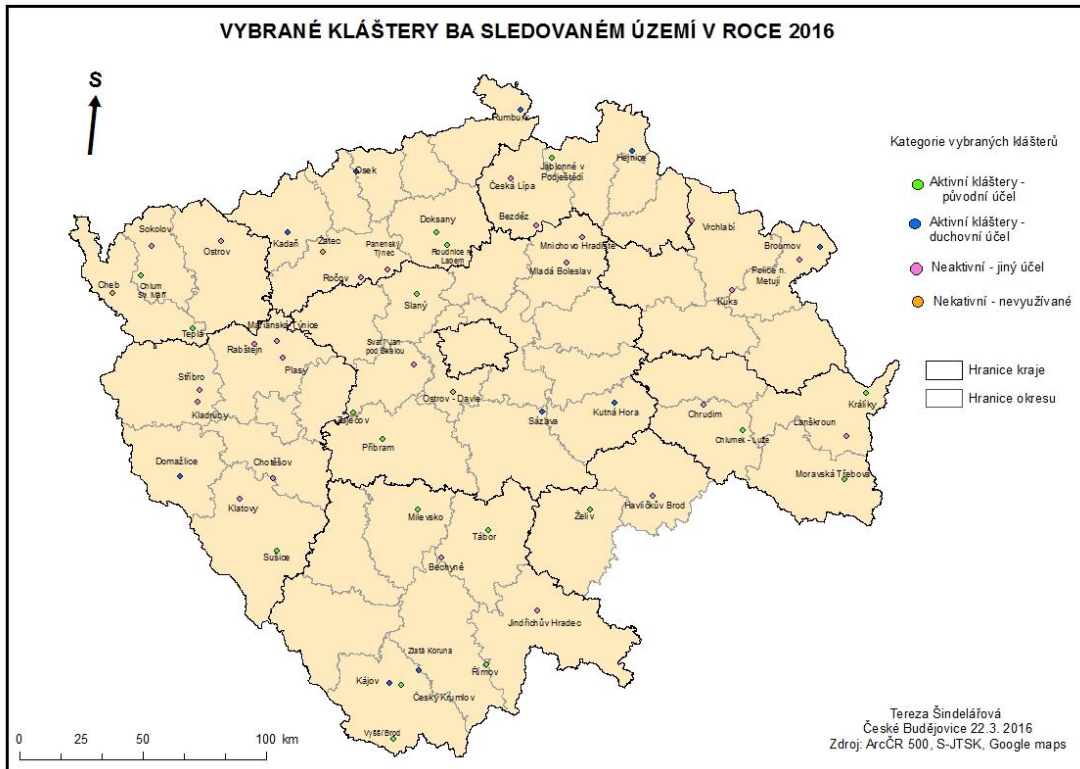 VYBRANÉ KLÁŠTERY BA SLEDOVANÉM ÚZEMÍ V ROCE 2016
S
Rumburk
Hejnice
Jablonné v
Podještědí
Osek
Česká Lípa
Doksany
Bezděz
Vrchlabí
Sokolov
Ostrov
Kadaň
Žatec
Panenský
Týnec
Roudnice n.
Labem
Mnichovo Hradiště
Broumov
Mladá Boleslav
Police n.
Metují
Ročov
Cheb
Chlum
Sv. Maří
Slaný
Kuks
Teplá
Mariánská Týnice
Rabštejn
Svatý Jan
pod Skalou
Plasy
Stříbro
Kladruby
Ostrov - Davle
Zaječov
Sázava
Kutná Hora
Chrudim
Králíky
Lanškroun
Chlumek - Luže
Příbram
Moravská Třebová
Domažlice
Chotěšov
Klatovy
Milevsko
Želiv
Havlíčkův Brod
Tábor
Sušice
Bechyně
Jindřichův Hradec
Zlatá Koruna
Římov
Kájov
Český Krumlov
Vyšší Brod
Kategorie vybraných klášterů
Aktivní kláštery -
původní účel
Aktivní kláštery -
duchovní účel
Neaktivní - jiný účel
Nekativní - nevyužívané
Hranice kraje
Hranice okresu
0 25 50 100 km
Tereza Šindelářová
České Budějovice 22.3. 2016
Zdroj: ArcČR 500, S-JTSK, Google maps